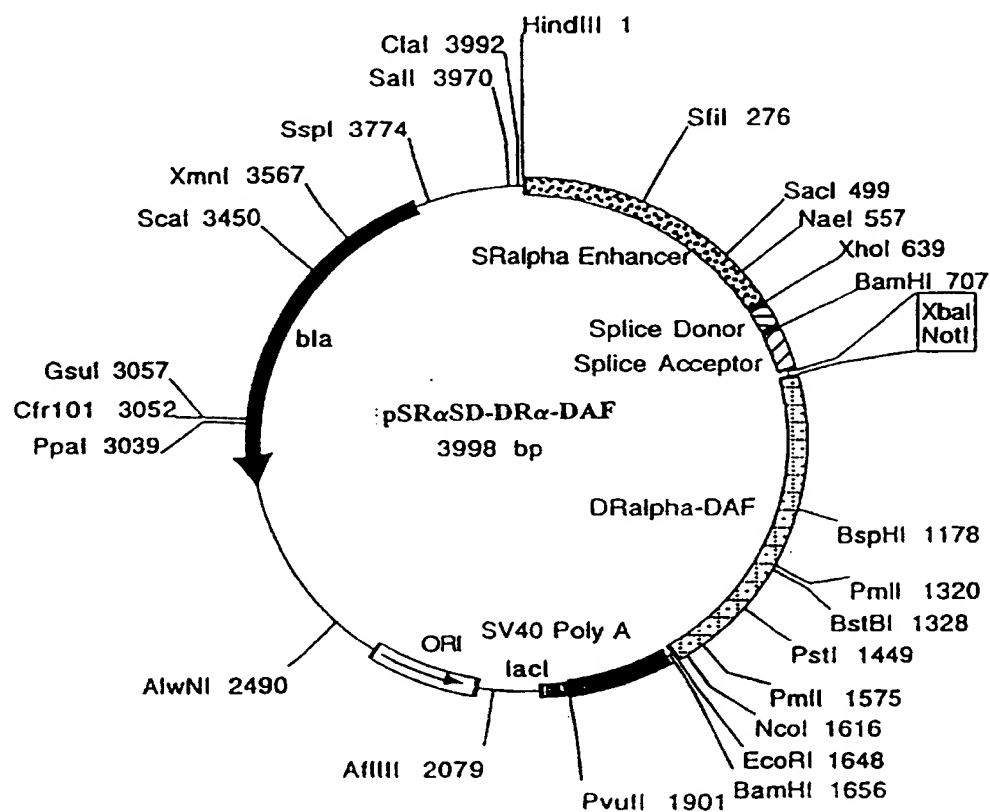 HindIII 1
ClaI 3992
SalI 3970
SspI 3774
XmnI 3567
ScaI 3450
SfiI 276
SacI 499
NaeI 557
XhoI 639
BamHI 707
XbaI
NotI
SRalpha Enhancer
Splice Donor
Splice Acceptor
bla
GsuI 3057
Cfr101 3052
PpaI 3039
pSRαSD-DRα-DAF
3998 bp
DRalpha-DAF
BspHI 1178
PmlI 1320
BstBI 1328
PstI 1449
PmlI 1575
NcoI 1616
EcoRI 1648
BamHI 1656
SV40 Poly A
lacI
ORI
AlwNI 2490
AflIII 2079
PvuII 1901